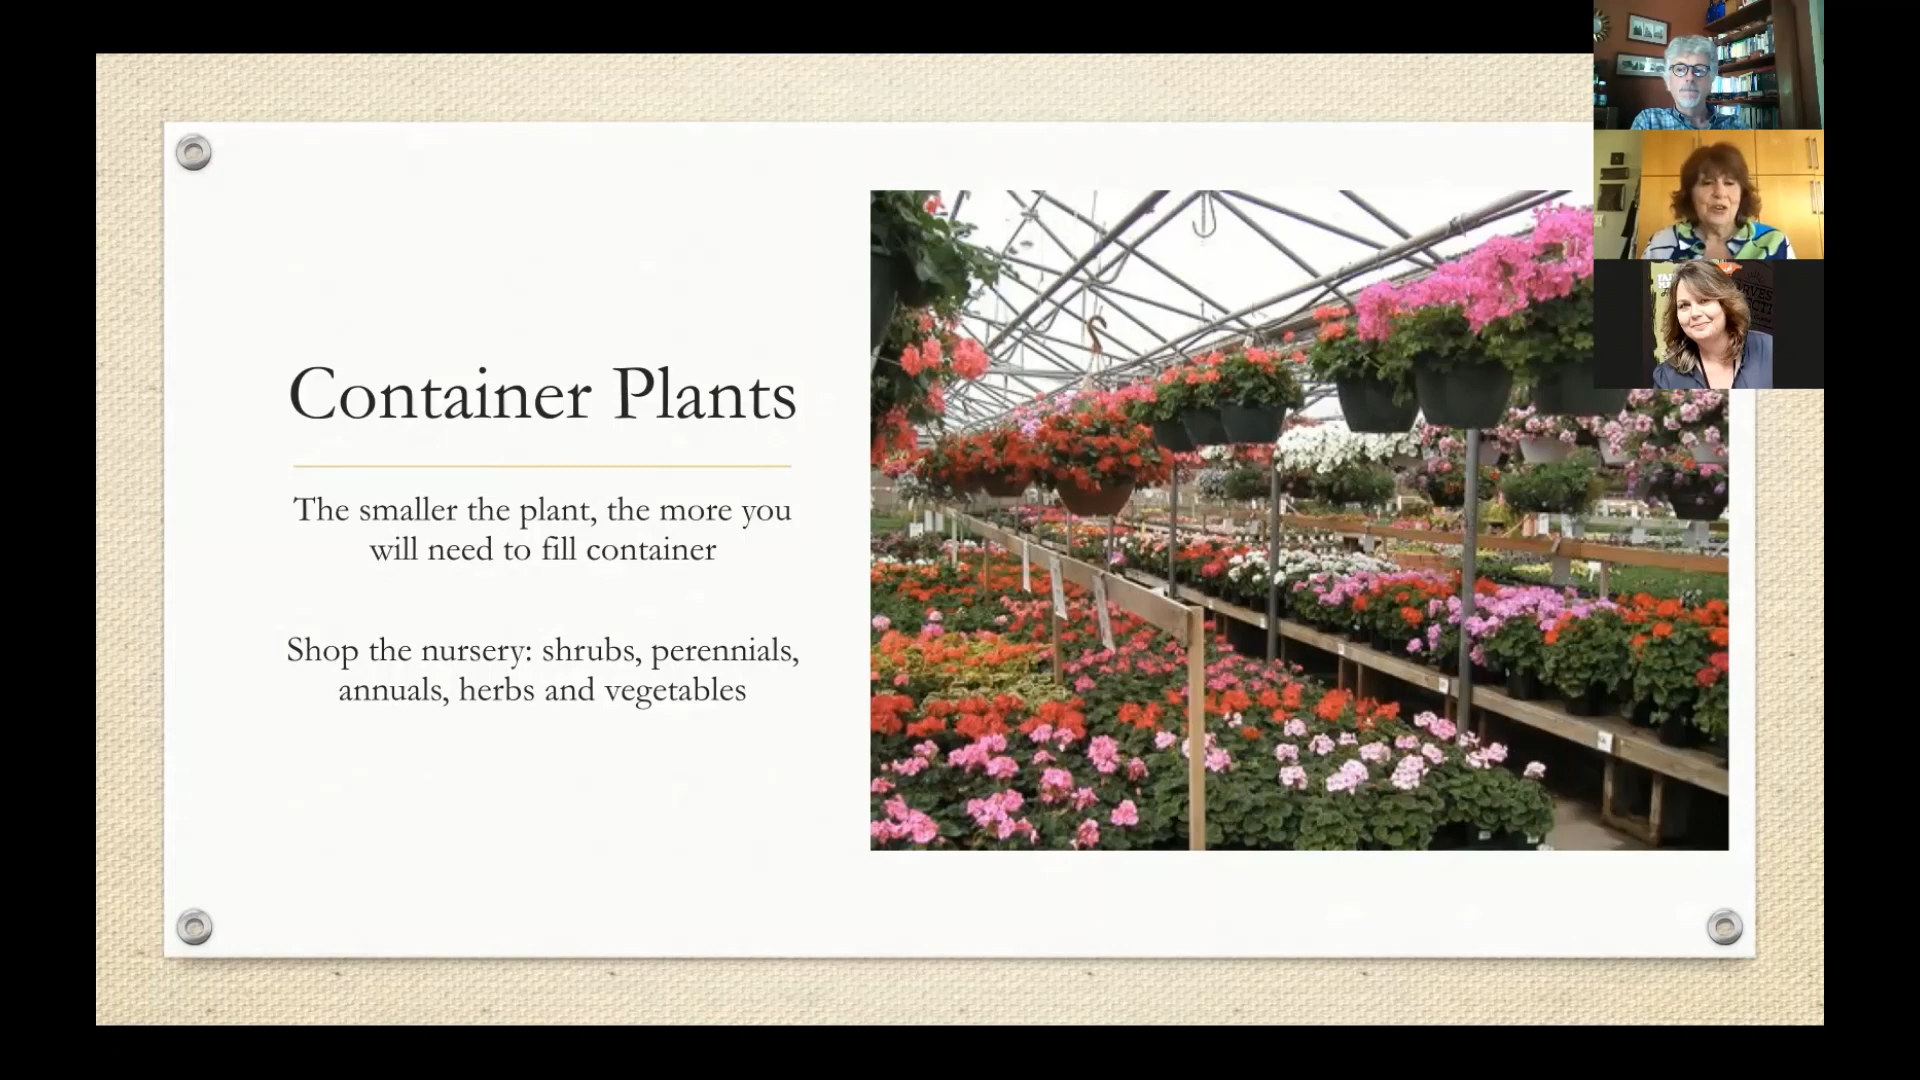 Container Plants
The smaller the plant, the more you
will need to fill container
Shop the nursery: shrubs, perennials,
annuals, herbs and vegetables